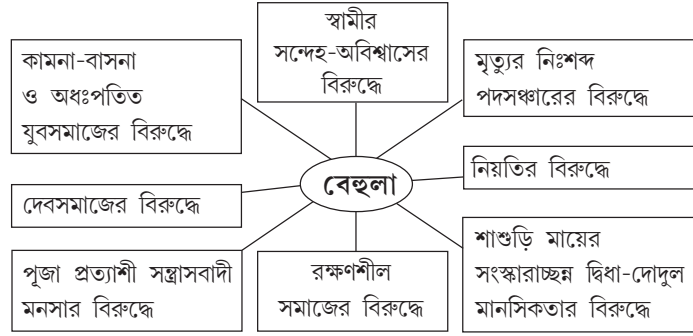 স্বামীর
সন্দেহ-অবিশ্বাসের
বিরুদ্ধে
কামনা-বাসনা
ও অধঃপতিত
যুবসমাজের বিরুদ্ধে
মৃত্যুর নিঃশব্দ
পদসঞ্চারের বিরুদ্ধে
বেহুলা
নিয়তির বিরুদ্ধে
দেবসমাজের বিরুদ্ধে
পূজা প্রত্যাশী সন্ত্রাসবাদী
মনসার বিরুদ্ধে
রক্ষণশীল
সমাজের বিরুদ্ধে
শাশুড়ি মায়ের
সংস্কারাচ্ছন্ন দ্বিধা-দোদুল
মানসিকতার বিরুদ্ধে